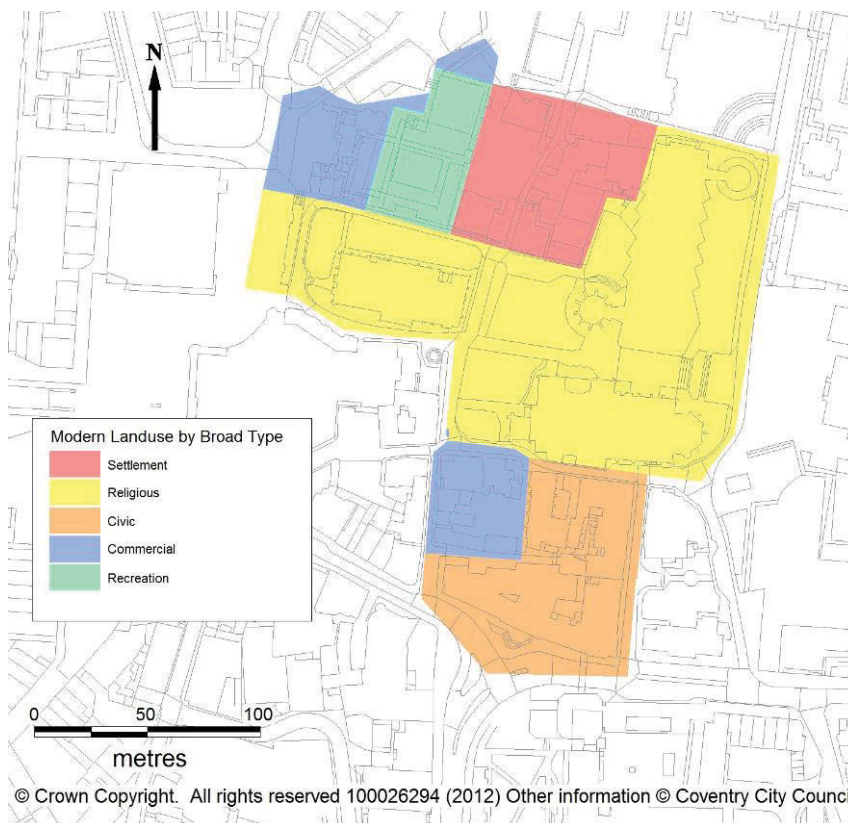 N
Modern Landuse by Broad Type
Settlement
Religious
Civic
Commercial
Recreation
0 50 100
metres
© Crown Copyright. All rights reserved 100026294 (2012) Other information © Coventry City Counc